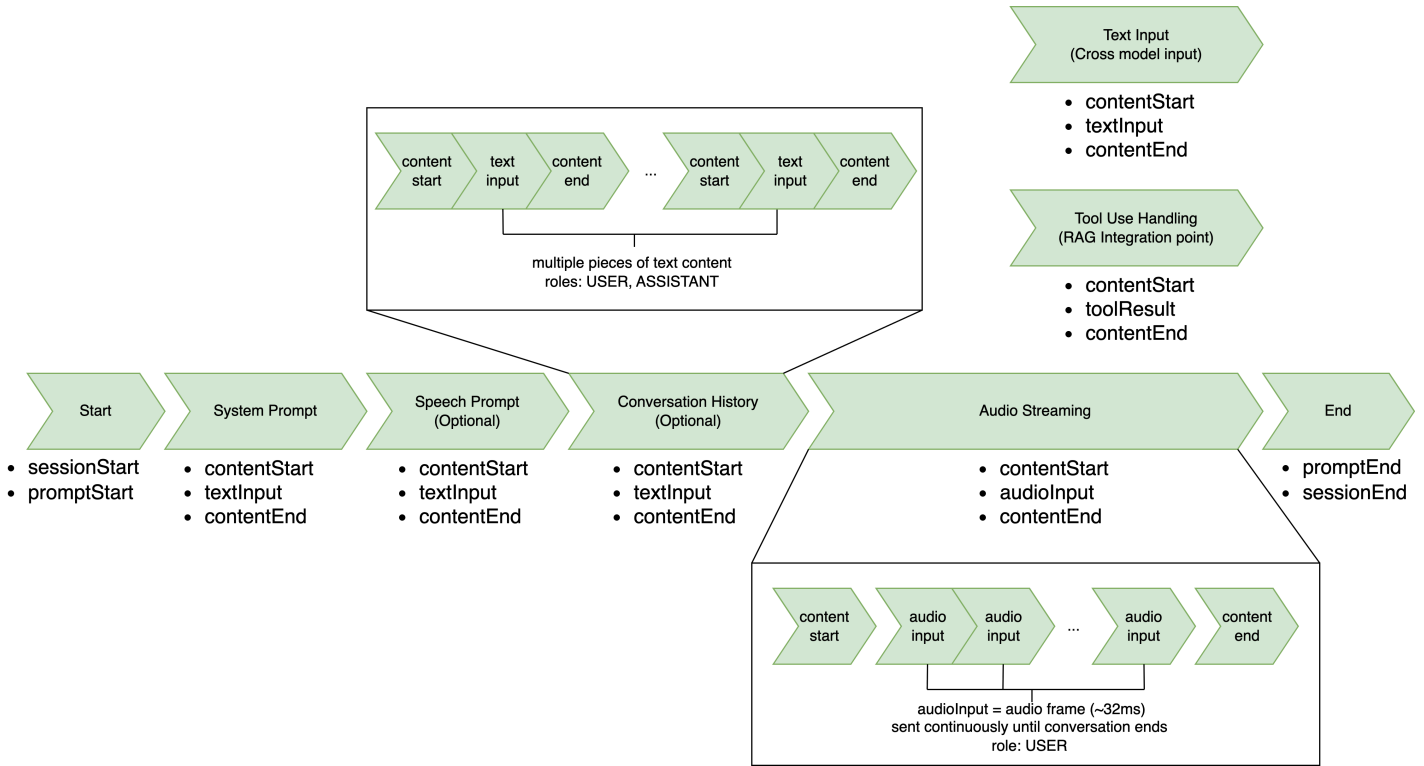 Text Input
(Cross model input)
• contentStart
• textInput
• contentEnd
content
start
text
input
content
end
...
content
start
text
input
content
end
multiple pieces of text content
roles: USER, ASSISTANT
Tool Use Handling
(RAG Integration point)
• contentStart
• toolResult
• contentEnd
Start
• sessionStart
• promptStart
System Prompt
• contentStart
• textInput
• contentEnd
Speech Prompt
(Optional)
• contentStart
• textInput
• contentEnd
Conversation History
(Optional)
• contentStart
• textInput
• contentEnd
Audio Streaming
• contentStart
• audioInput
• contentEnd
End
• promptEnd
• sessionEnd
content
start
audio
input
audio
input
...
audio
input
content
end
audioInput = audio frame (~32ms)
sent continuously until conversation ends
role: USER